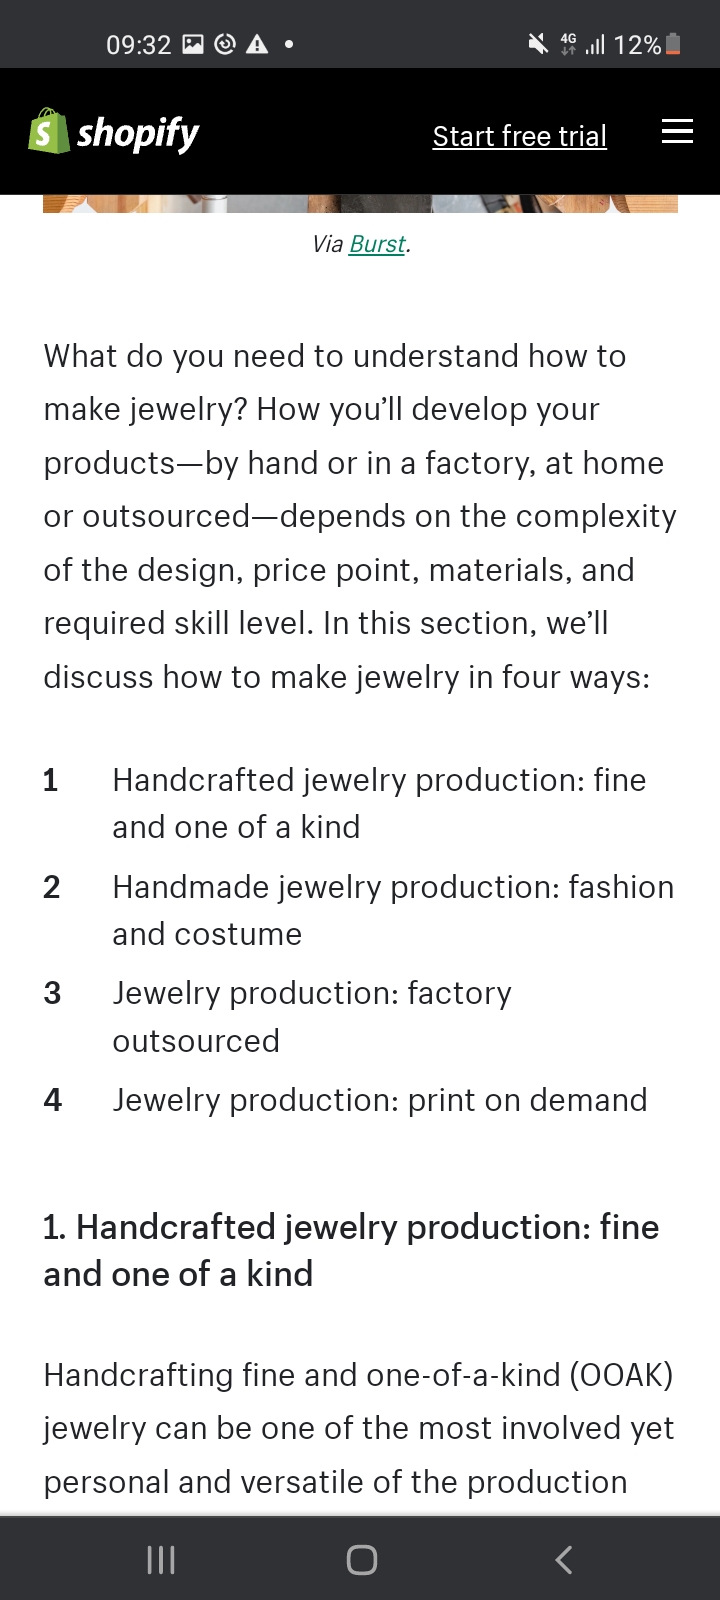 09:32
4G
12%
S
shopify
Start free trial
Via Burst.
What do you need to understand how to
make jewelry? How you’ll develop your
products—by hand or in a factory, at home
or outsourced—depends on the complexity
of the design, price point, materials, and
required skill level. In this section, we’ll
discuss how to make jewelry in four ways:
1 Handcrafted jewelry production: fine
and one of a kind
2 Handmade jewelry production: fashion
and costume
3 Jewelry production: factory
outsourced
4 Jewelry production: print on demand
1. Handcrafted jewelry production: fine
and one of a kind
Handcrafting fine and one-of-a-kind (OOAK)
jewelry can be one of the most involved yet
personal and versatile of the production